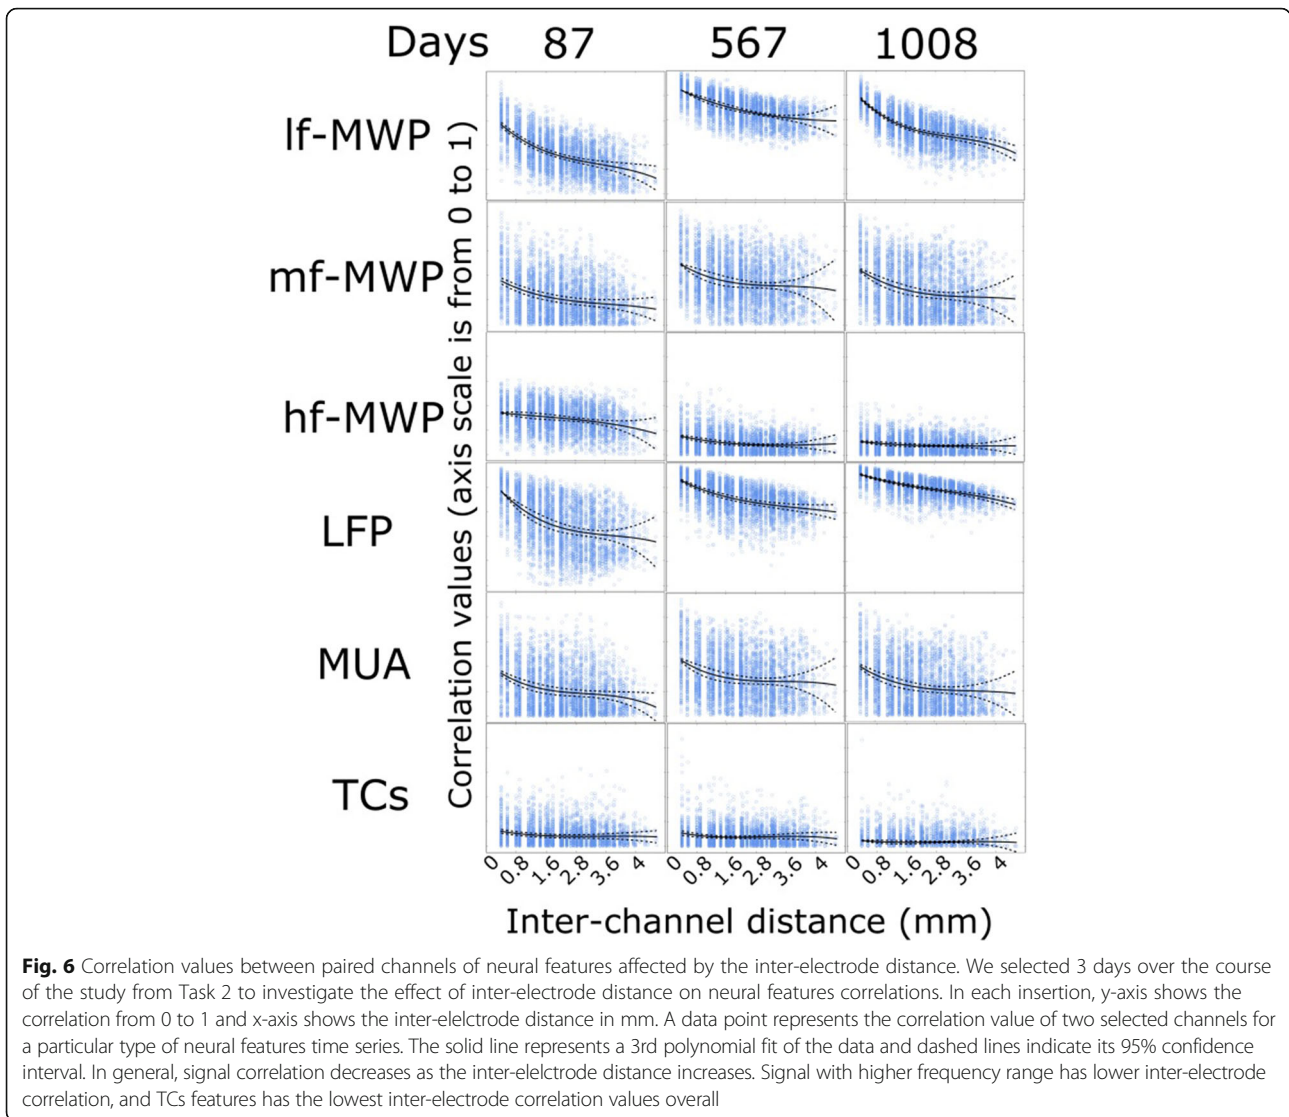 Days 87 567 1008
lf-MWP
mf-MWP
hf-MWP
LFP
MUA
TCs
Correlation values (axis scale is from 0 to 1)
0 0.8 1.6 2.8 3.6 4 0 0.8 1.6 2.8 3.6 4 0 0.8 1.6 2.8 3.6 4
Inter-channel distance (mm)
Fig. 6 Correlation values between paired channels of neural features affected by the inter-electrode distance. We selected 3 days over the course
of the study from Task 2 to investigate the effect of inter-electrode distance on neural features correlations. In each insertion, y-axis shows the
correlation from 0 to 1 and x-axis shows the inter-elelctrode distance in mm. A data point represents the correlation value of two selected channels for
a particular type of neural features time series. The solid line represents a 3rd polynomial fit of the data and dashed lines indicate its 95% confidence
interval. In general, signal correlation decreases as the inter-elelctrode distance increases. Signal with higher frequency range has lower inter-electrode
correlation, and TCs features has the lowest inter-electrode correlation values overall